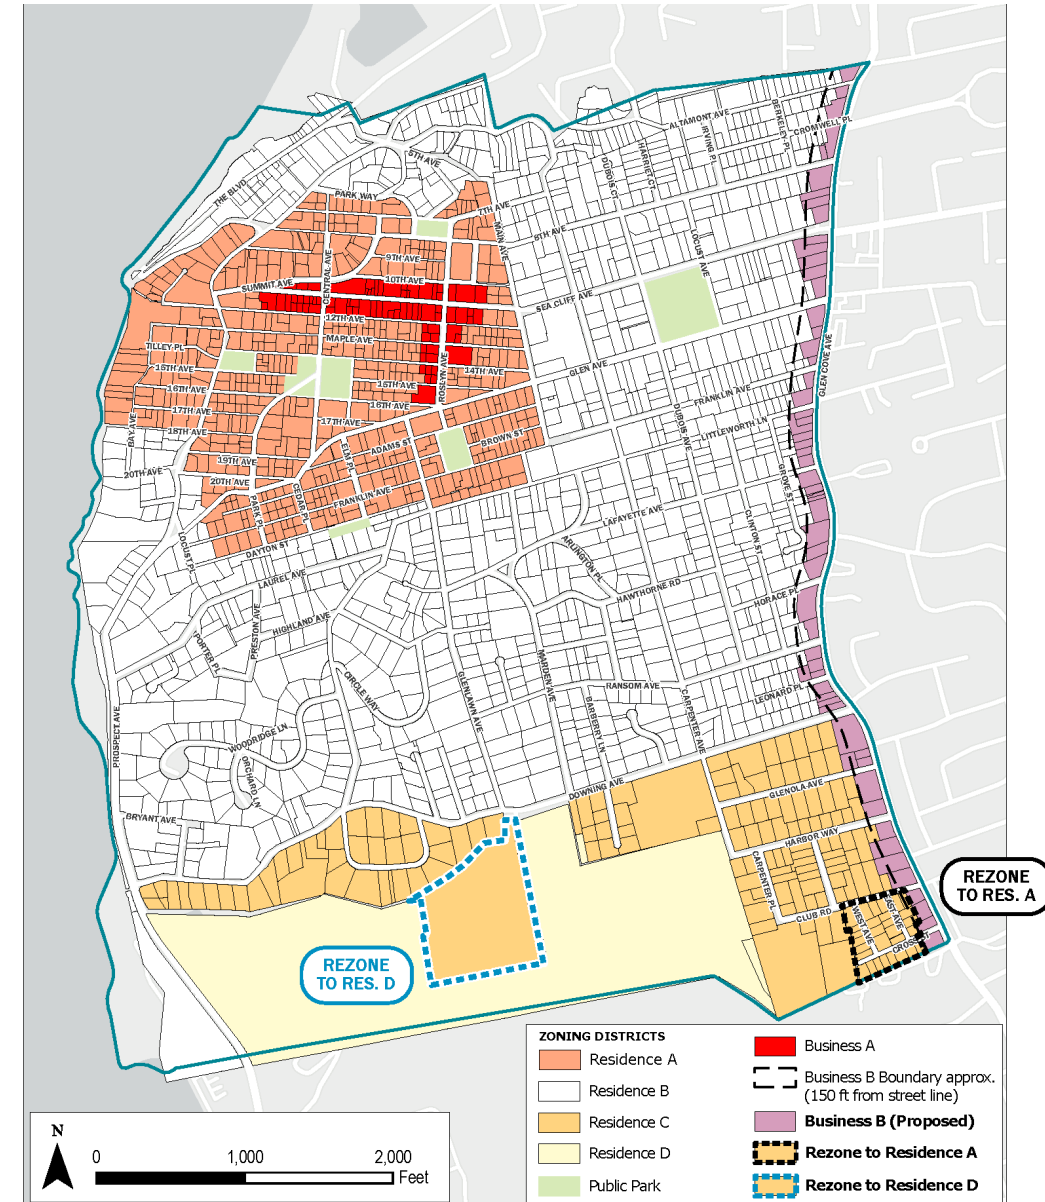 ALTAMONT AVE
BERKELEY PL
CROMWELL PL
IRVING PL
HARRIET CT
DUBOIS CT
5TH AVE
THE BLVD
PARK WAY
7TH AVE
MAIN AVE
8TH AVE
LOCUST AVE
9TH AVE
10TH AVE
SUMMIT AVE
CENTRAL AVE
SEA CLIFF AVE
12TH AVE
MAPLE AVE
TILLEY PL
15TH AVE
14TH AVE
ROSLYN AVE
GLEN AVE
GLEN COVE AVE
16TH AVE
15TH AVE
16TH AVE
17TH AVE
17TH AVE
18TH AVE
BAY AVE
FRANKLIN AVE
DUBOIS AVE
LITTLEWORTH LN
ADAMS ST
BROWN ST
ELM PL
19TH AVE
20TH AVE
20TH AVE
CEDAR PL
FRANKLIN AVE
PARK PL
GROVE ST
CLINTON ST
LAFAYETTE AVE
LOCUST PL
DAYTON ST
ARLINGTON PL
LAUREL AVE
HAWTHORNE RD
HORACE PL
PRESTON AVE
HIGHLAND AVE
PORTER PL
MARDEN AVE
CIRCLE WAY
GLENLAWN AVE
RANSOM AVE
LEONARD PL
BARBERRY LN
CARPENTER AVE
PROSPECT AVE
WOODRIDGE LN
ORCHARD LN
DOWNING AVE
GLENOLA AVE
BRYANT AVE
HARBOR WAY
CARPENTER PL
CLUB RD
WEST AVE
EAST AVE
REZONE
TO RES. A
REZONE
TO RES. D
ZONING DISTRICTS
Residence A
Residence B
Residence C
Residence D
Public Park
Business A
Business B Boundary approx.
(150 ft from street line)
Business B (Proposed)
Rezone to Residence A
Rezone to Residence D
N
0 1,000 2,000
Feet